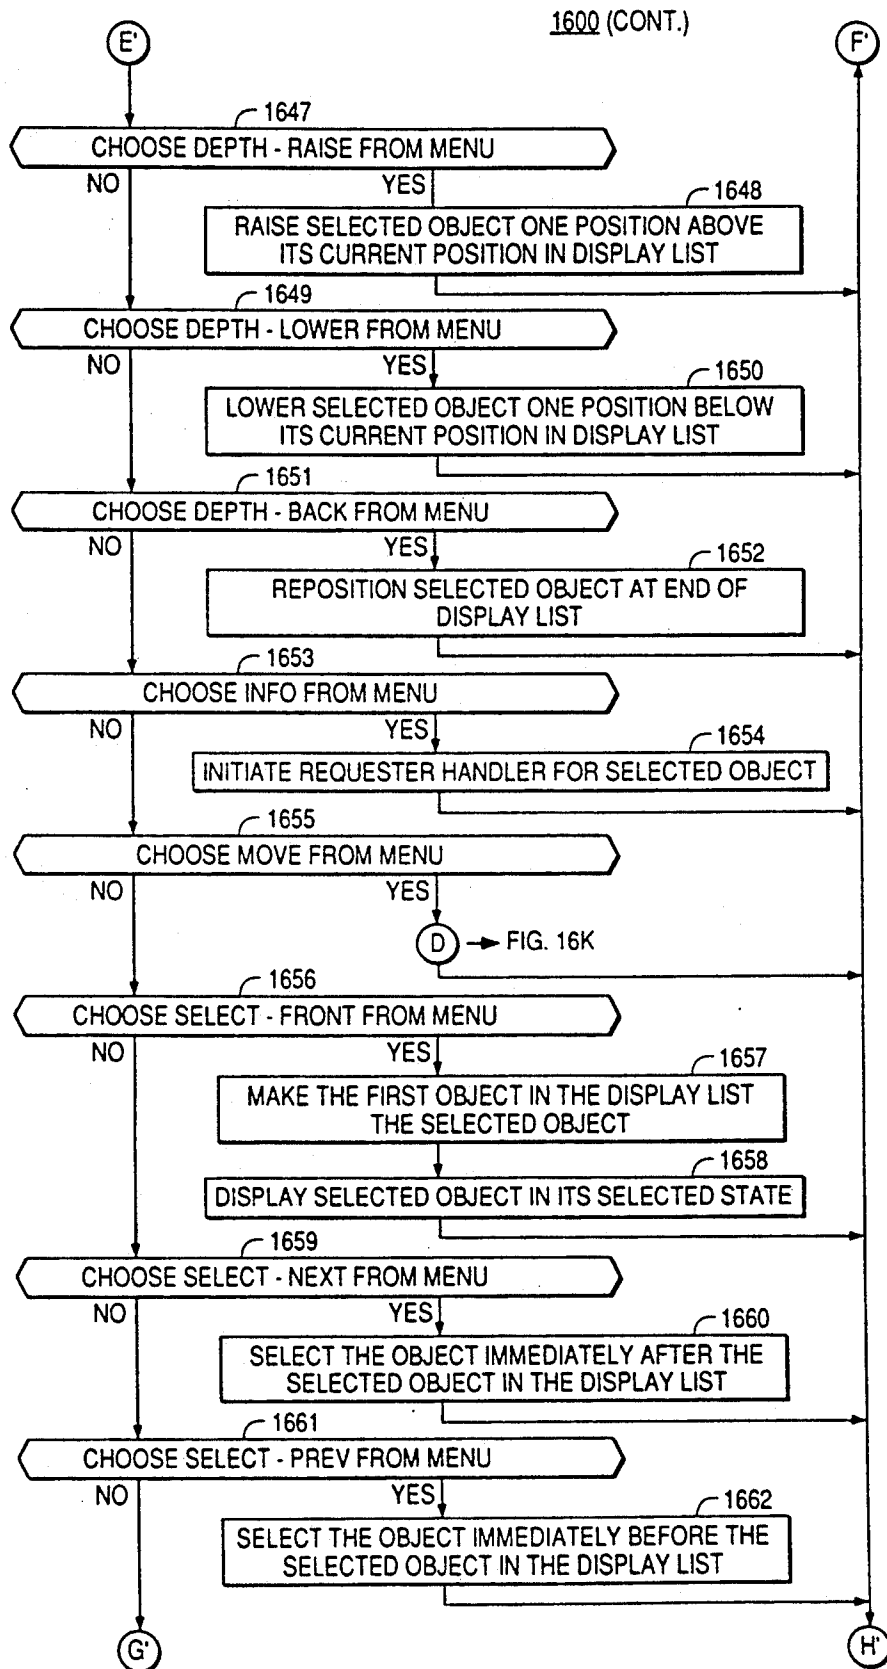 1600 (CONT.)
E'
F'
1647
CHOOSE DEPTH - RAISE FROM MENU
NO
YES
1648
RAISE SELECTED OBJECT ONE POSITION ABOVE
ITS CURRENT POSITION IN DISPLAY LIST
1649
CHOOSE DEPTH - LOWER FROM MENU
NO
YES
1650
LOWER SELECTED OBJECT ONE POSITION BELOW
ITS CURRENT POSITION IN DISPLAY LIST
1651
CHOOSE DEPTH - BACK FROM MENU
NO
YES
1652
REPOSITION SELECTED OBJECT AT END OF
DISPLAY LIST
1653
CHOOSE INFO FROM MENU
NO
YES
1654
INITIATE REQUESTER HANDLER FOR SELECTED OBJECT
1655
CHOOSE MOVE FROM MENU
NO
YES
D → FIG. 16K
1656
CHOOSE SELECT - FRONT FROM MENU
NO
YES
1657
MAKE THE FIRST OBJECT IN THE DISPLAY LIST
THE SELECTED OBJECT
1658
DISPLAY SELECTED OBJECT IN ITS SELECTED STATE
1659
CHOOSE SELECT - NEXT FROM MENU
NO
YES
1660
SELECT THE OBJECT IMMEDIATELY AFTER THE
SELECTED OBJECT IN THE DISPLAY LIST
1661
CHOOSE SELECT - PREV FROM MENU
NO
YES
1662
SELECT THE OBJECT IMMEDIATELY BEFORE THE
SELECTED OBJECT IN THE DISPLAY LIST
G'
H'